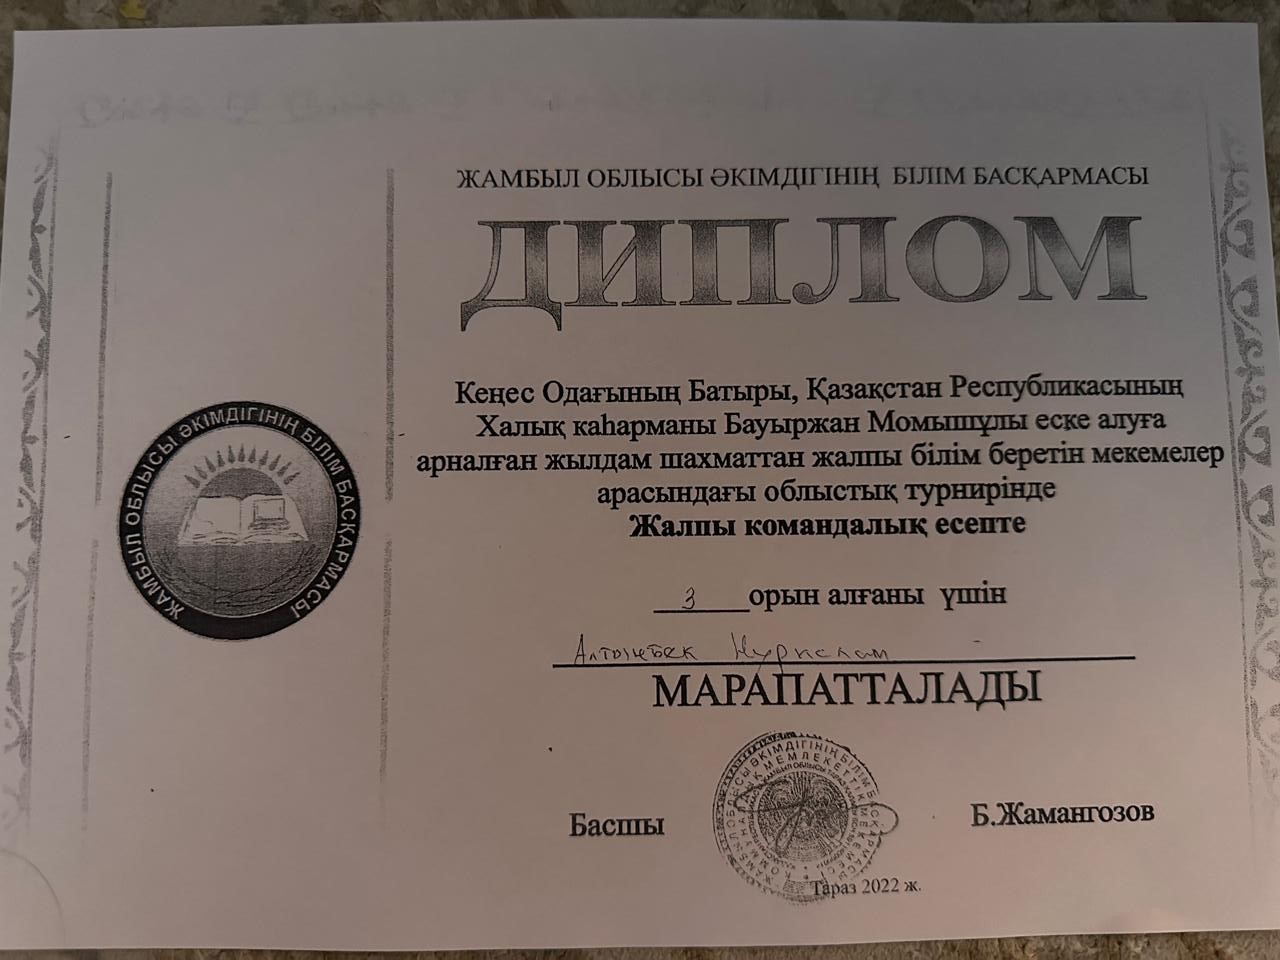 ЖАМБЫЛ ОБЛЫСЫ ӘКІМДІГІНІҢ БІЛІМ БАСҚАРМАСЫ
ДИПЛОМ
Кеңес Одағының Батыры, Қазақстан Республикасының
Халық каһарманы Бауыржан Момышұлы еске алуға
арналған жылдам шахматтан жалпы білім беретін мекемелер
арасындағы облыстық турнирінде
Жалпы командалық есепте
3 орын алғаны үшін
Алтынбек Нурислам
МАРАПАТТАЛАДЫ
Басшы
Б.Жамангозов
Тараз 2022 ж.
ЖАМБЫЛ ОБЛЫСЫ ӘКІМДІГІНІҢ БІЛІМ БАСҚАРМАСЫ